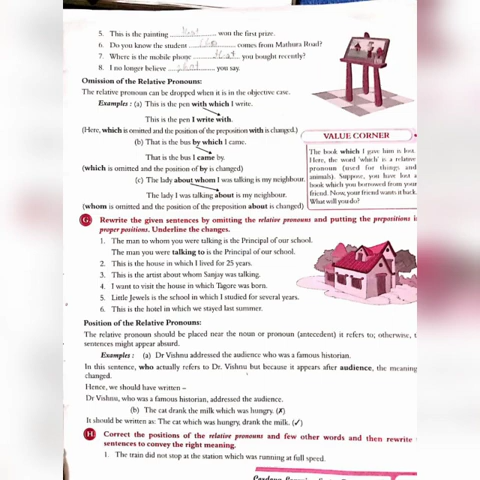 5. This is the painting that won the first prize.
6. Do you know the student who comes from Mathura Road?
7. Where is the mobile phone that you bought recently?
8. I no longer believe what you say.
Omission of the Relative Pronouns:
The relative pronoun can be dropped when it is in the objective case.
Examples : (a) This is the pen with which I write.
This is the pen I write with.
(Here, which is omitted and the position of the preposition with is changed.)
(b) That is the bus by which I came.
That is the bus I came by.
(which is omitted and the position of by is changed)
(c) The lady about whom I was talking is my neighbour.
The lady I was talking about is my neighbour.
(whom is omitted and the position of the preposition about is changed)
VALUE CORNER
The book which I gave him is lost.
Here, the word 'which' is a relative
pronoun (used for things and
animals). Suppose, you have lost a
book which you borrowed from your
friend. Now, your friend wants it back.
What will you do?
G. Rewrite the given sentences by omitting the relative pronouns and putting the prepositions i
proper positions. Underline the changes.
1. The man to whom you were talking is the Principal of our school.
The man you were talking to is the Principal of our school.
2. This is the house in which I lived for 25 years.
3. This is the artist about whom Sanjay was talking.
4. I want to visit the house in which Tagore was born.
5. Little Jewels is the school in which I studied for several years.
6. This is the hotel in which we stayed last summer.
Position of the Relative Pronouns:
The relative pronoun should be placed near the noun or pronoun (antecedent) it refers to; otherwise, t
sentences might appear absurd.
Examples : (a) Dr Vishnu addressed the audience who was a famous historian.
In this sentence, who actually refers to Dr. Vishnu but because it appears after audience, the meaning
changed.
Hence, we should have written –
Dr Vishnu, who was a famous historian, addressed the audience.
(b) The cat drank the milk which was hungry. (✗)
It should be written as: The cat which was hungry, drank the milk. (✓)
H Correct the positions of the relative pronouns and few other words and then rewrite
sentences to convey the right meaning.
1. The train did not stop at the station which was running at full speed.